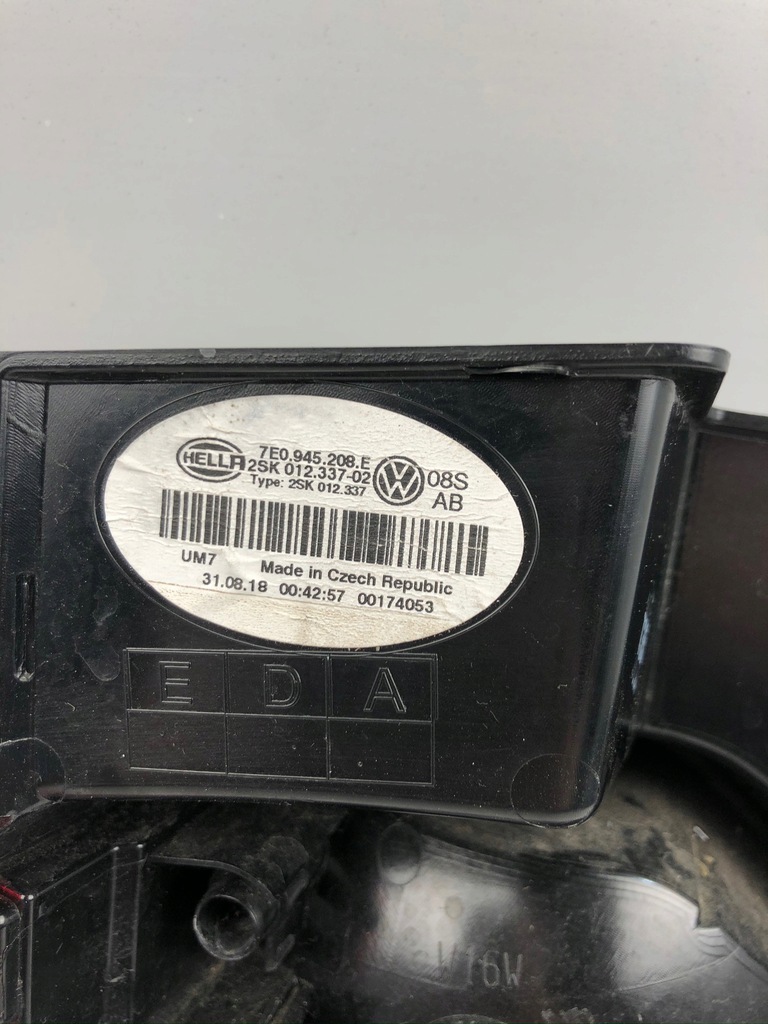 HELLA
7E0.945.208.E
2SK 012.337-02
Type: 2SK 012.337
08S
AB
UM7 Made in Czech Republic
31.08.18 00:42:57 00174053
E D A
W16W